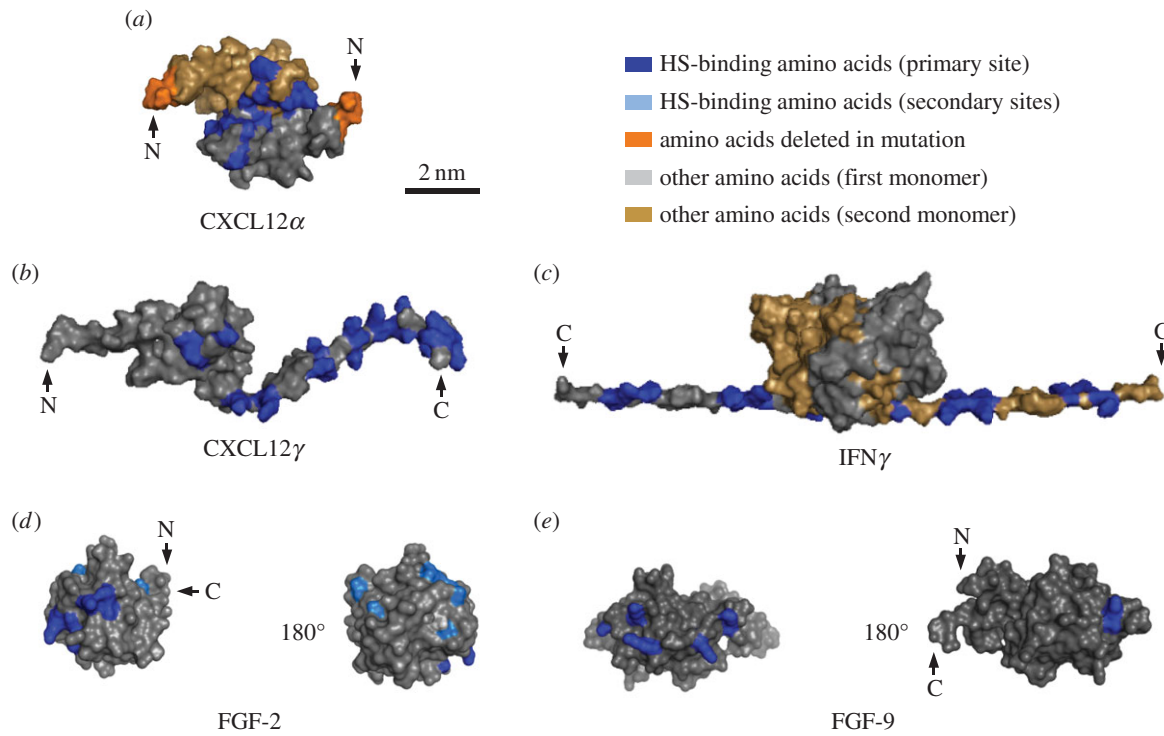 (a)
N
N
2 nm
CXCL12α
HS-binding amino acids (primary site)
HS-binding amino acids (secondary sites)
amino acids deleted in mutation
other amino acids (first monomer)
other amino acids (second monomer)
(b)
N
C
CXCL12γ
(c)
C
C
IFNγ
(d)
N
C
180°
FGF-2
(e)
N
180°
C
FGF-9